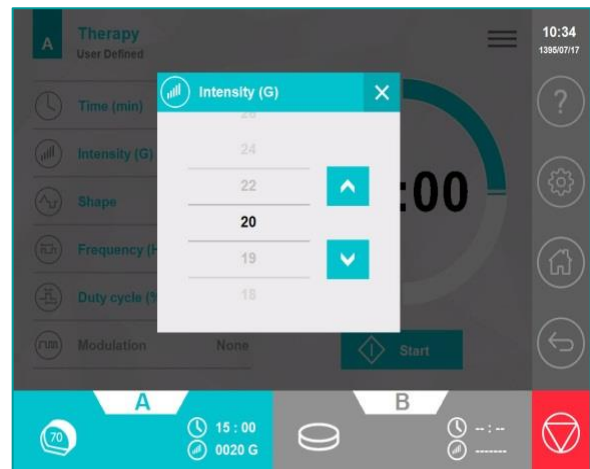 A
Therapy
User Defined
10:34
1395/07/17
Time (min)
Intensity (G)
Shape
Frequency (H
Duty cycle (%
Modulation None
Intensity (G)
26
24
22
20
19
18
:00
Start
?
A
70
15 : 00
0020 G
B
-- : --
-------